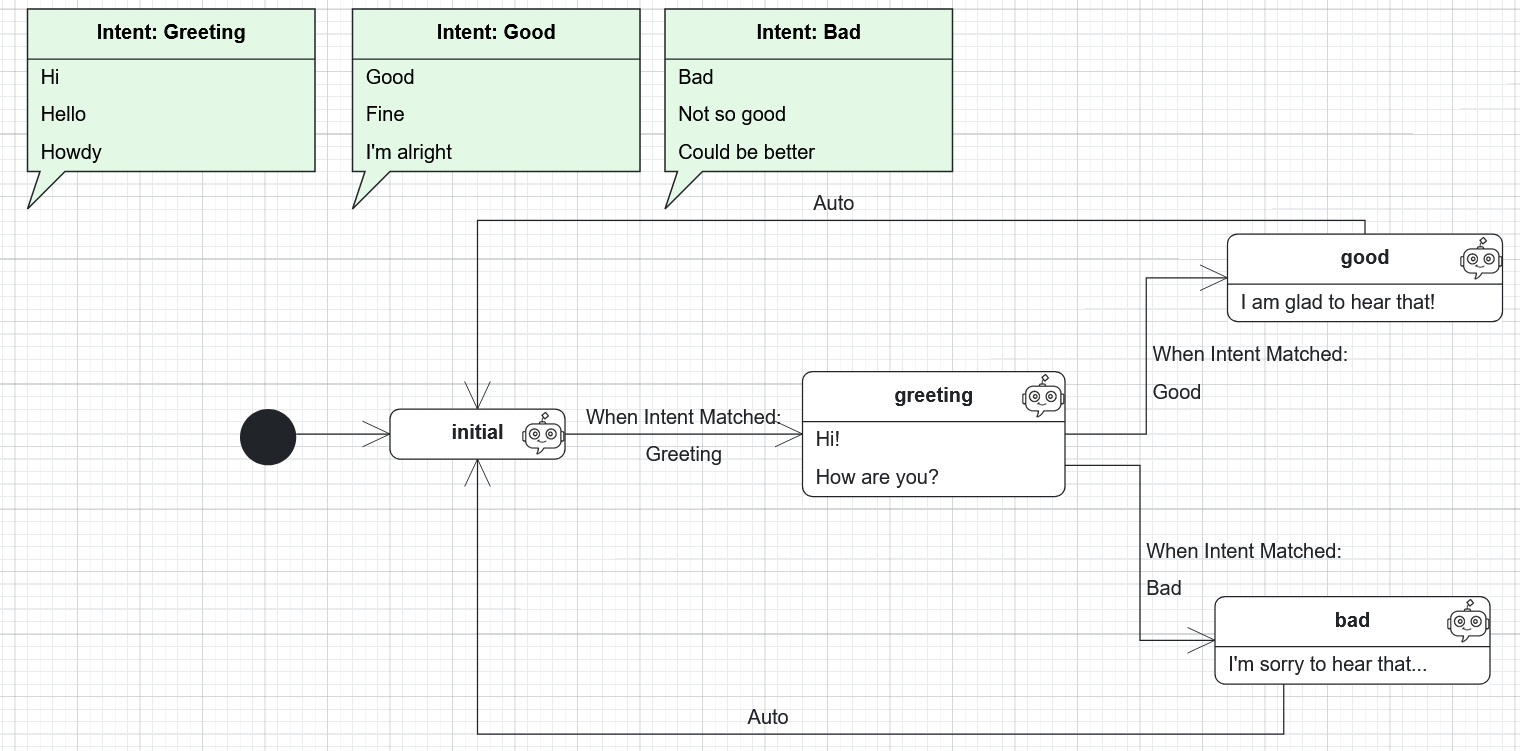 Intent: Greeting
Hi
Hello
Howdy
Intent: Good
Good
Fine
I'm alright
Intent: Bad
Bad
Not so good
Could be better
Auto
good
I am glad to hear that!
When Intent Matched:
Good
initial
When Intent Matched:
Greeting
greeting
Hi!
How are you?
When Intent Matched:
Bad
bad
I'm sorry to hear that...
Auto